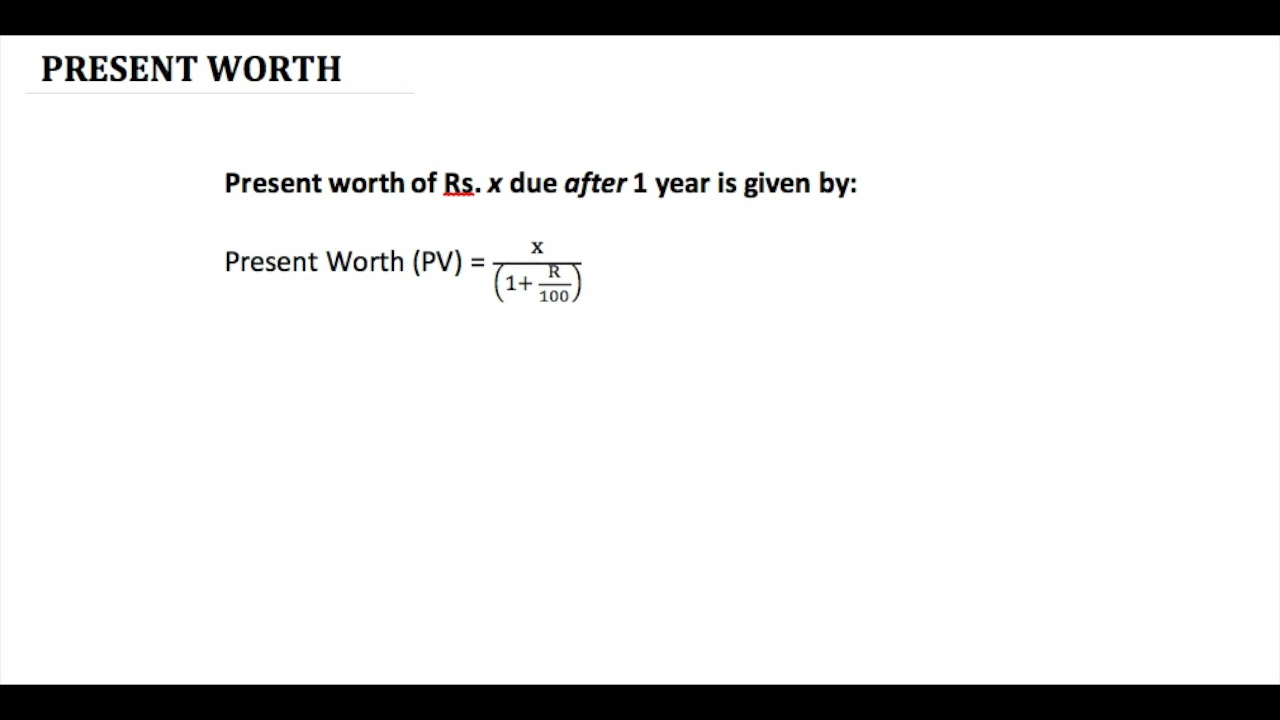 PRESENT WORTH
Present worth of Rs. x due after 1 year is given by:
Present Worth (PV) = x / (1+ R/100)